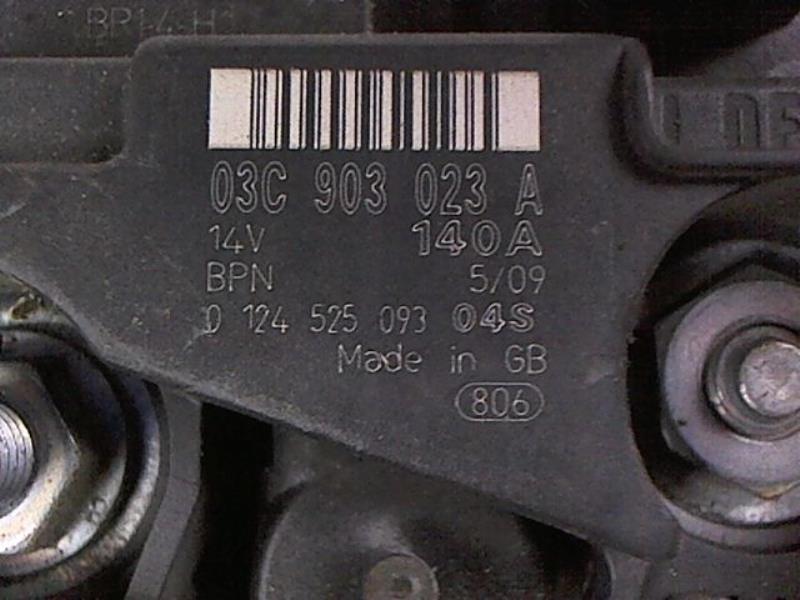 03C 903 023 A
14V 140A
BPN 5/09
0 124 525 093 04S
Made in GB
806